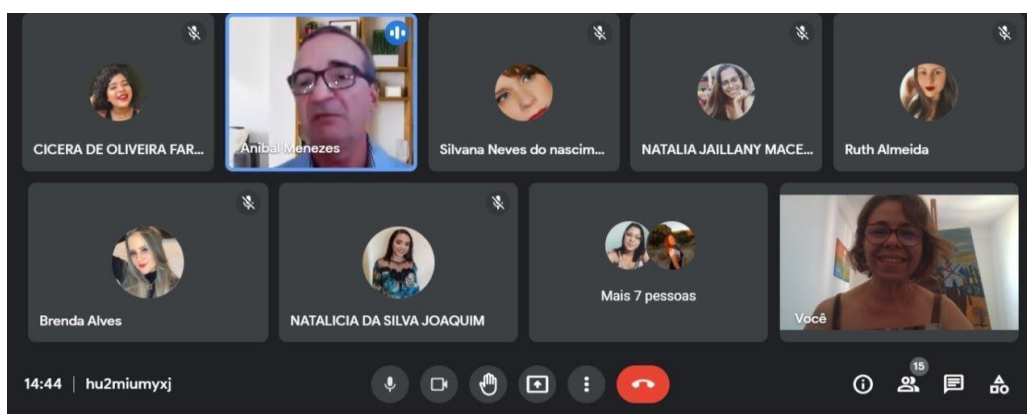 CICERA DE OLIVEIRA FAR...
Anibal Menezes
Silvana Neves do nascim...
NATALIA JAILLANY MACE...
Ruth Almeida
Brenda Alves
NATALICIA DA SILVA JOAQUIM
Mais 7 pessoas
Você
14:44 | hu2miumyxj
15